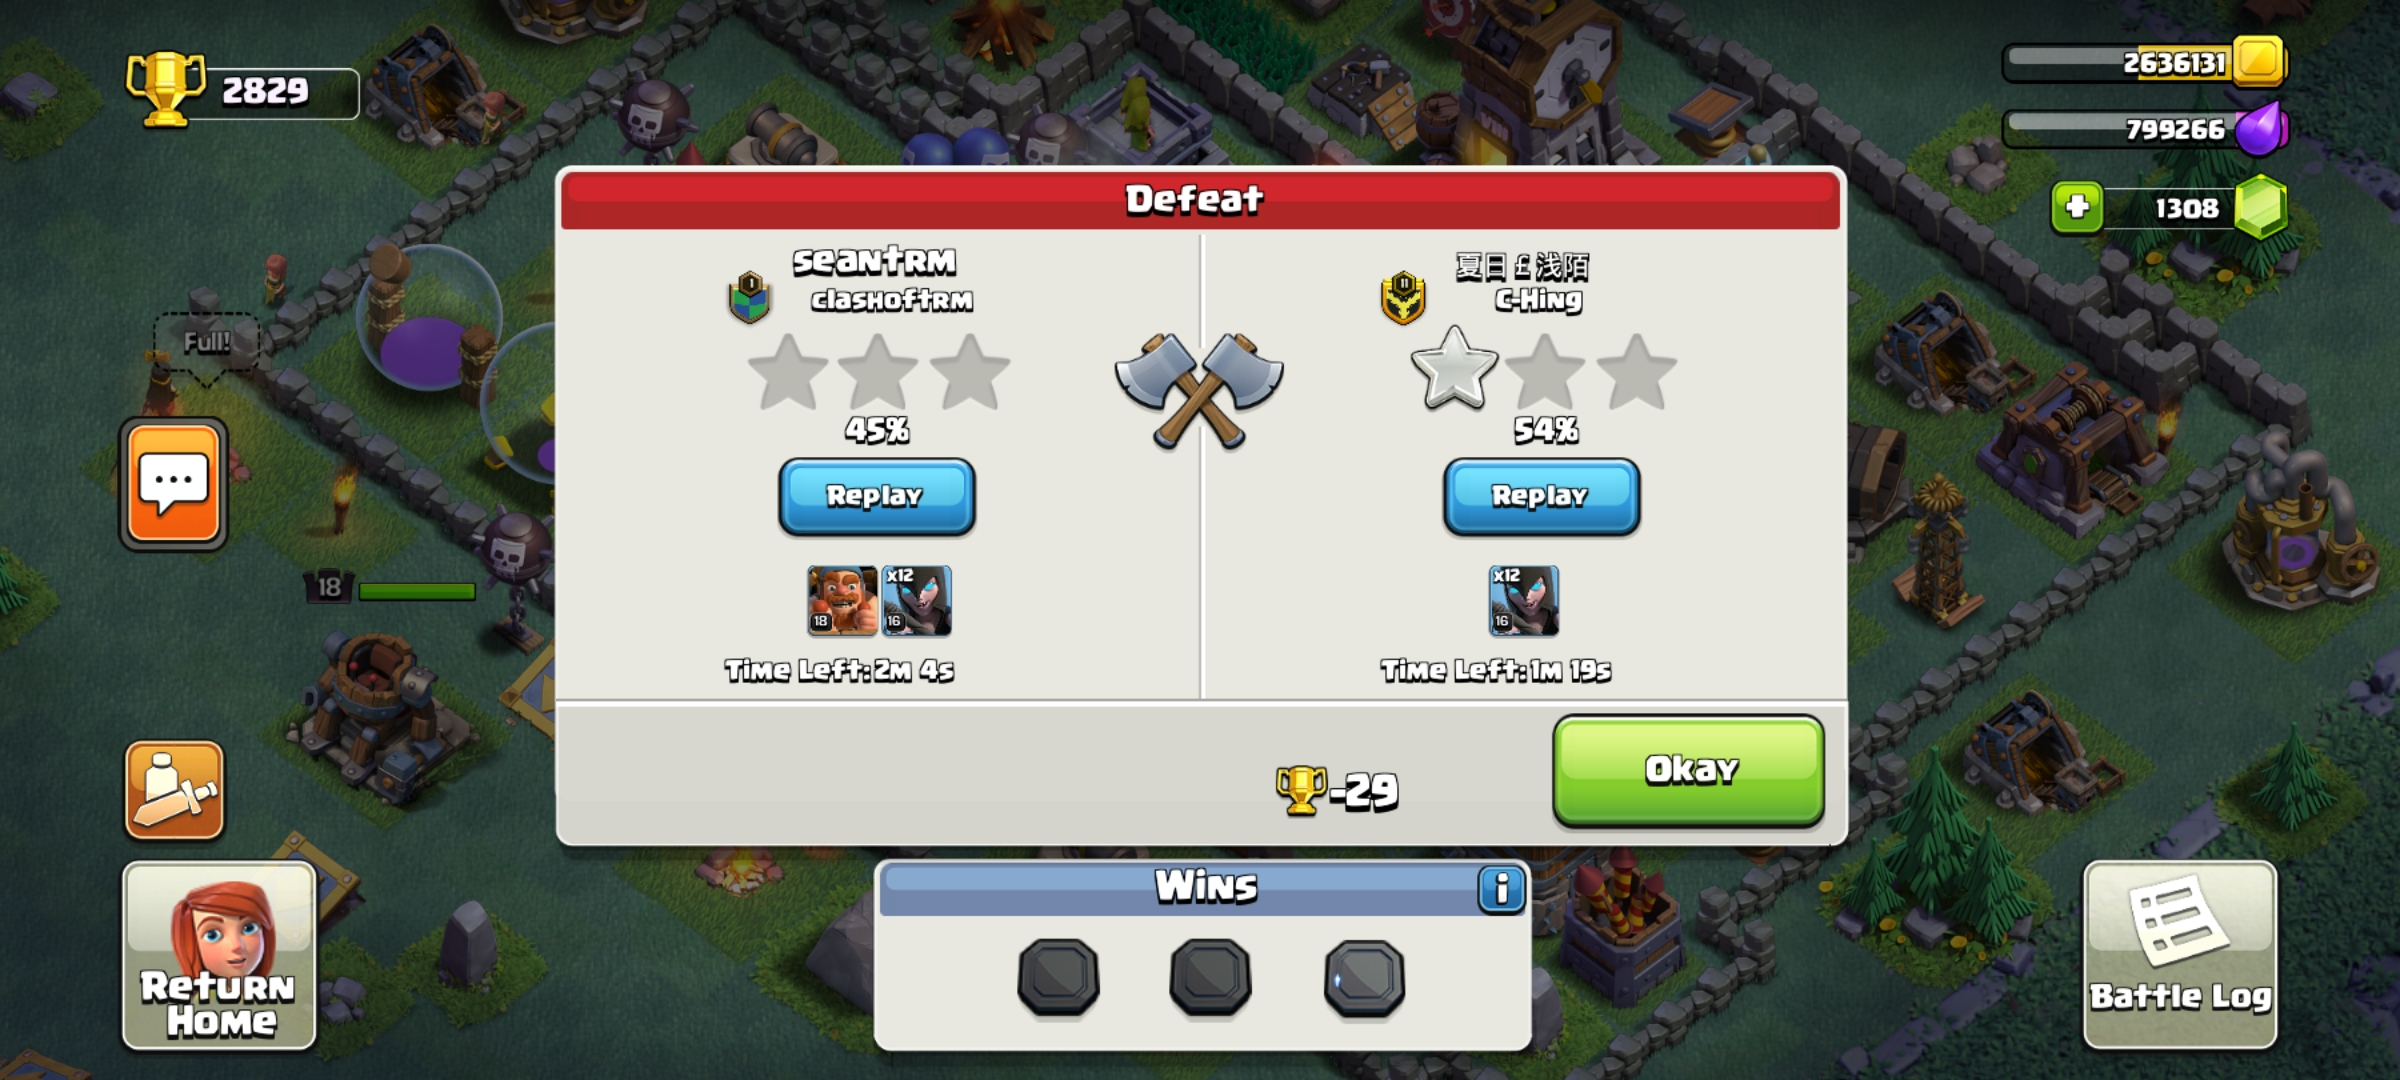 2829
2636131
799266
1308
Full!
18
Defeat
seantRM
clashoftRM
45%
Replay
18
x12
16
Time Left:2m 4s
夏日￡浅陌
C-Hing
54%
Replay
x12
16
Time Left:1m 19s
-29
Okay
Wins
i
Return
Home
Battle Log